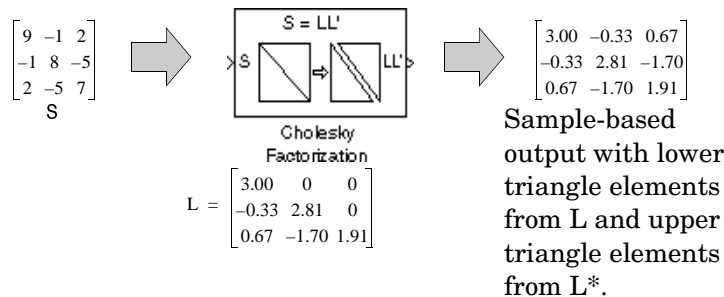 9 –1 2
–1 8 –5
2 –5 7
S
S = LL'
S
LL'
Cholesky
Factorization
L = 3.00 0 0
–0.33 2.81 0
0.67 –1.70 1.91
3.00 –0.33 0.67
–0.33 2.81 –1.70
0.67 –1.70 1.91
Sample-based
output with lower
triangle elements
from L and upper
triangle elements
from L*.